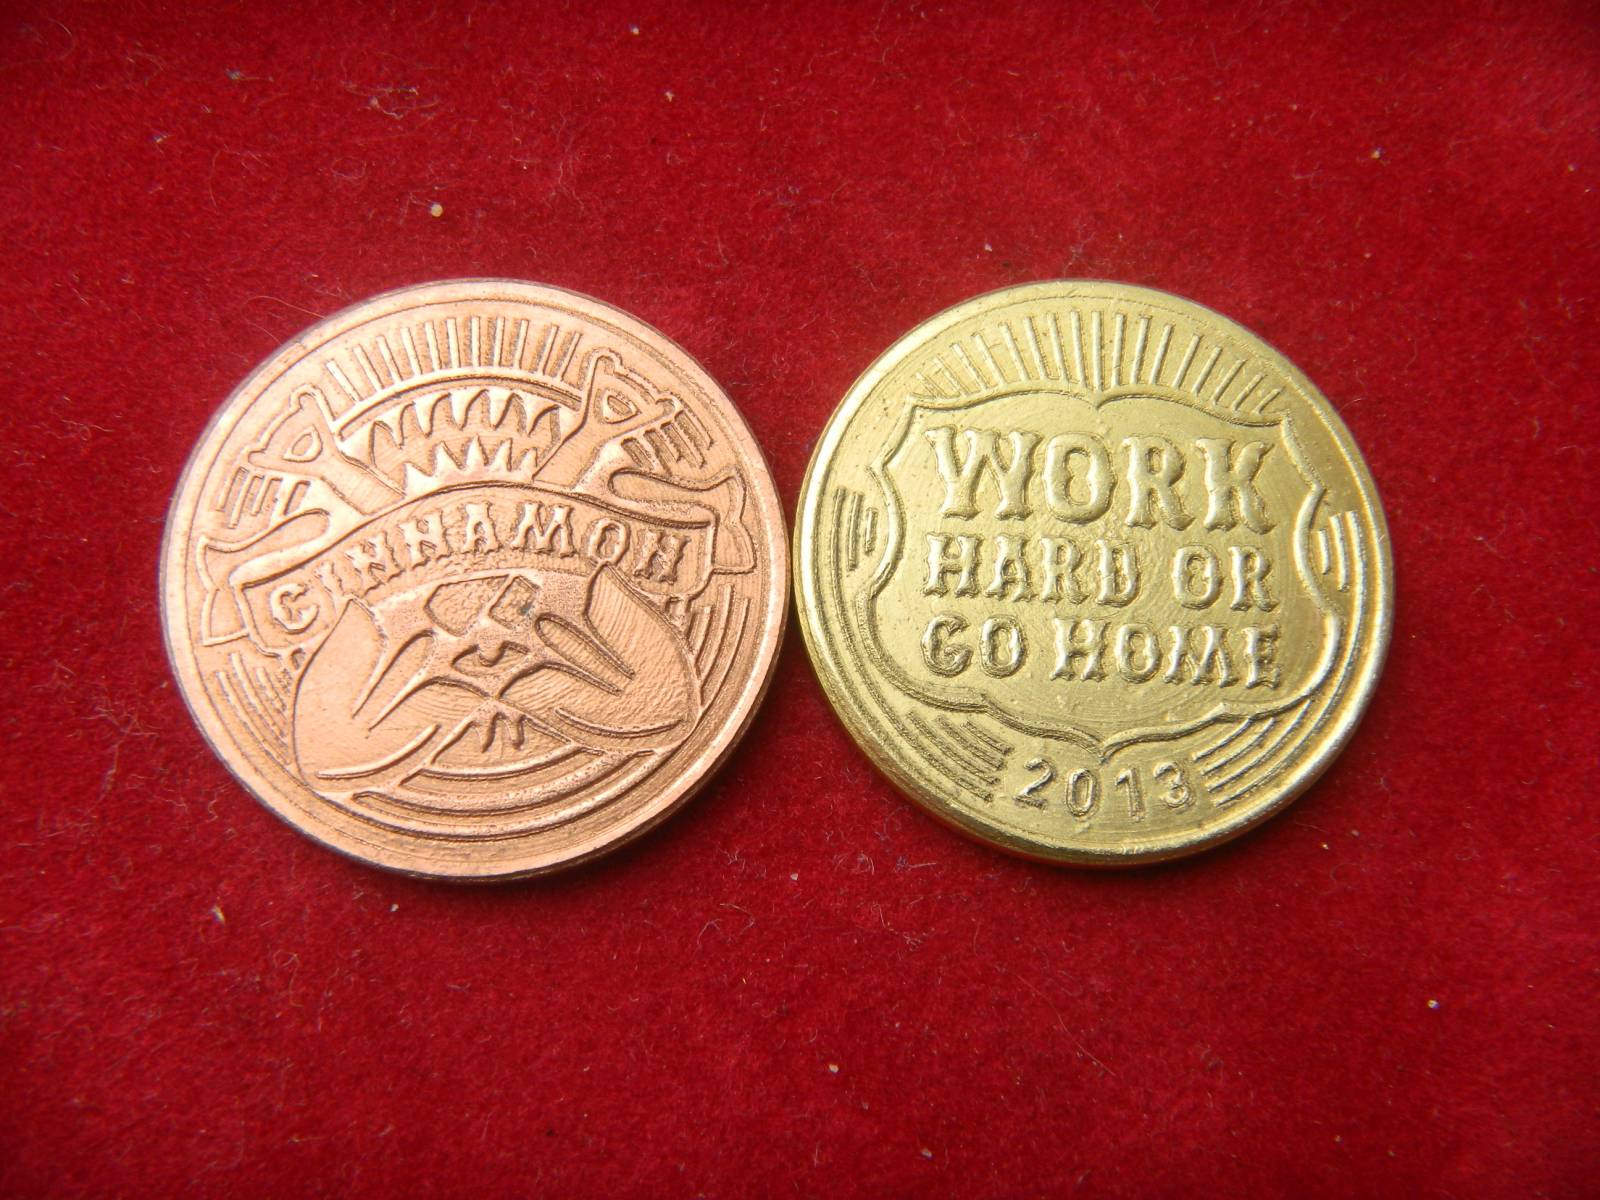 CINNAMON
WORK
HARD OR
GO HOME
2013